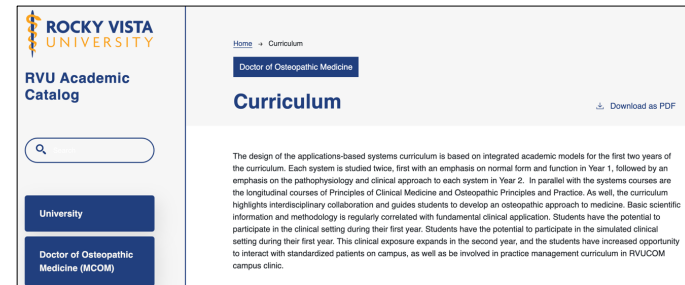 ROCKY VISTA
UNIVERSITY
RVU Academic
Catalog
University
Doctor of Osteopathic
Medicine (MCOM)
Home → Curriculum
Doctor of Osteopathic Medicine
Curriculum
Download as PDF
The design of the applications-based systems curriculum is based on integrated academic models for the first two years of
the curriculum. Each system is studied twice, first with an emphasis on normal form and function in Year 1, followed by an
emphasis on the pathophysiology and clinical approach to each system in Year 2. In parallel with the systems courses are
the longitudinal courses of Principles of Clinical Medicine and Osteopathic Principles and Practice. As well, the curriculum
highlights interdisciplinary collaboration and guides students to develop an osteopathic approach to medicine. Basic scientific
information and methodology is regularly correlated with fundamental clinical application. Students have the potential to
participate in the clinical setting during their first year. Students have the potential to participate in the simulated clinical
setting during their first year. This clinical exposure expands in the second year, and the students have increased opportunity
to interact with standardized patients on campus, as well as be involved in practice management curriculum in RVUCOM
campus clinic.